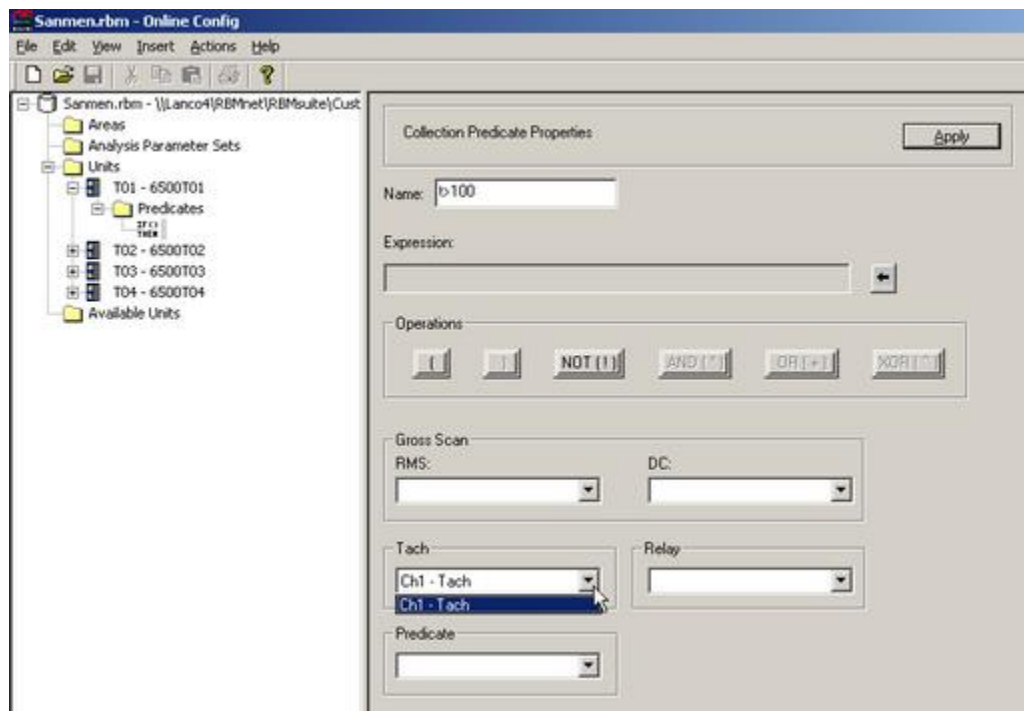 Sanmen.rbm - Online Config
File Edit View Insert Actions Help
Sanmen.rbm - \\Lanco4\RBMnet\RBMsuite\Cust
Areas
Analysis Parameter Sets
Units
T01 - 6500T01
Predicates
IF ()
THEN
T02 - 6500T02
T03 - 6500T03
T04 - 6500T04
Available Units
Collection Predicate Properties
Apply
Name: t>100
Expression:
Operations
( ) NOT (!) AND (*) OR (+) XOR (^)
Gross Scan
RMS: DC:
Tach Relay
Ch1 - Tach
Ch1 - Tach
Predicate